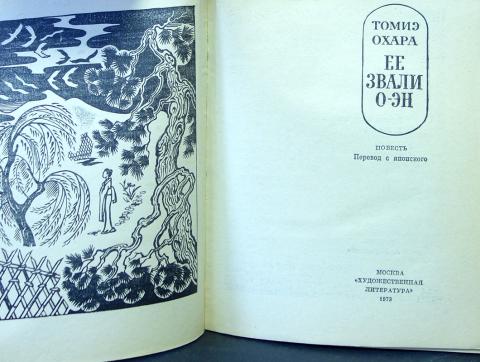 ТОМИЭ
ОХАРА
ЕЕ
ЗВАЛИ
О-ЭН
ПОВЕСТЬ
Перевод с японского
МОСКВА
«ХУДОЖЕСТВЕННАЯ
ЛИТЕРАТУРА»
1973